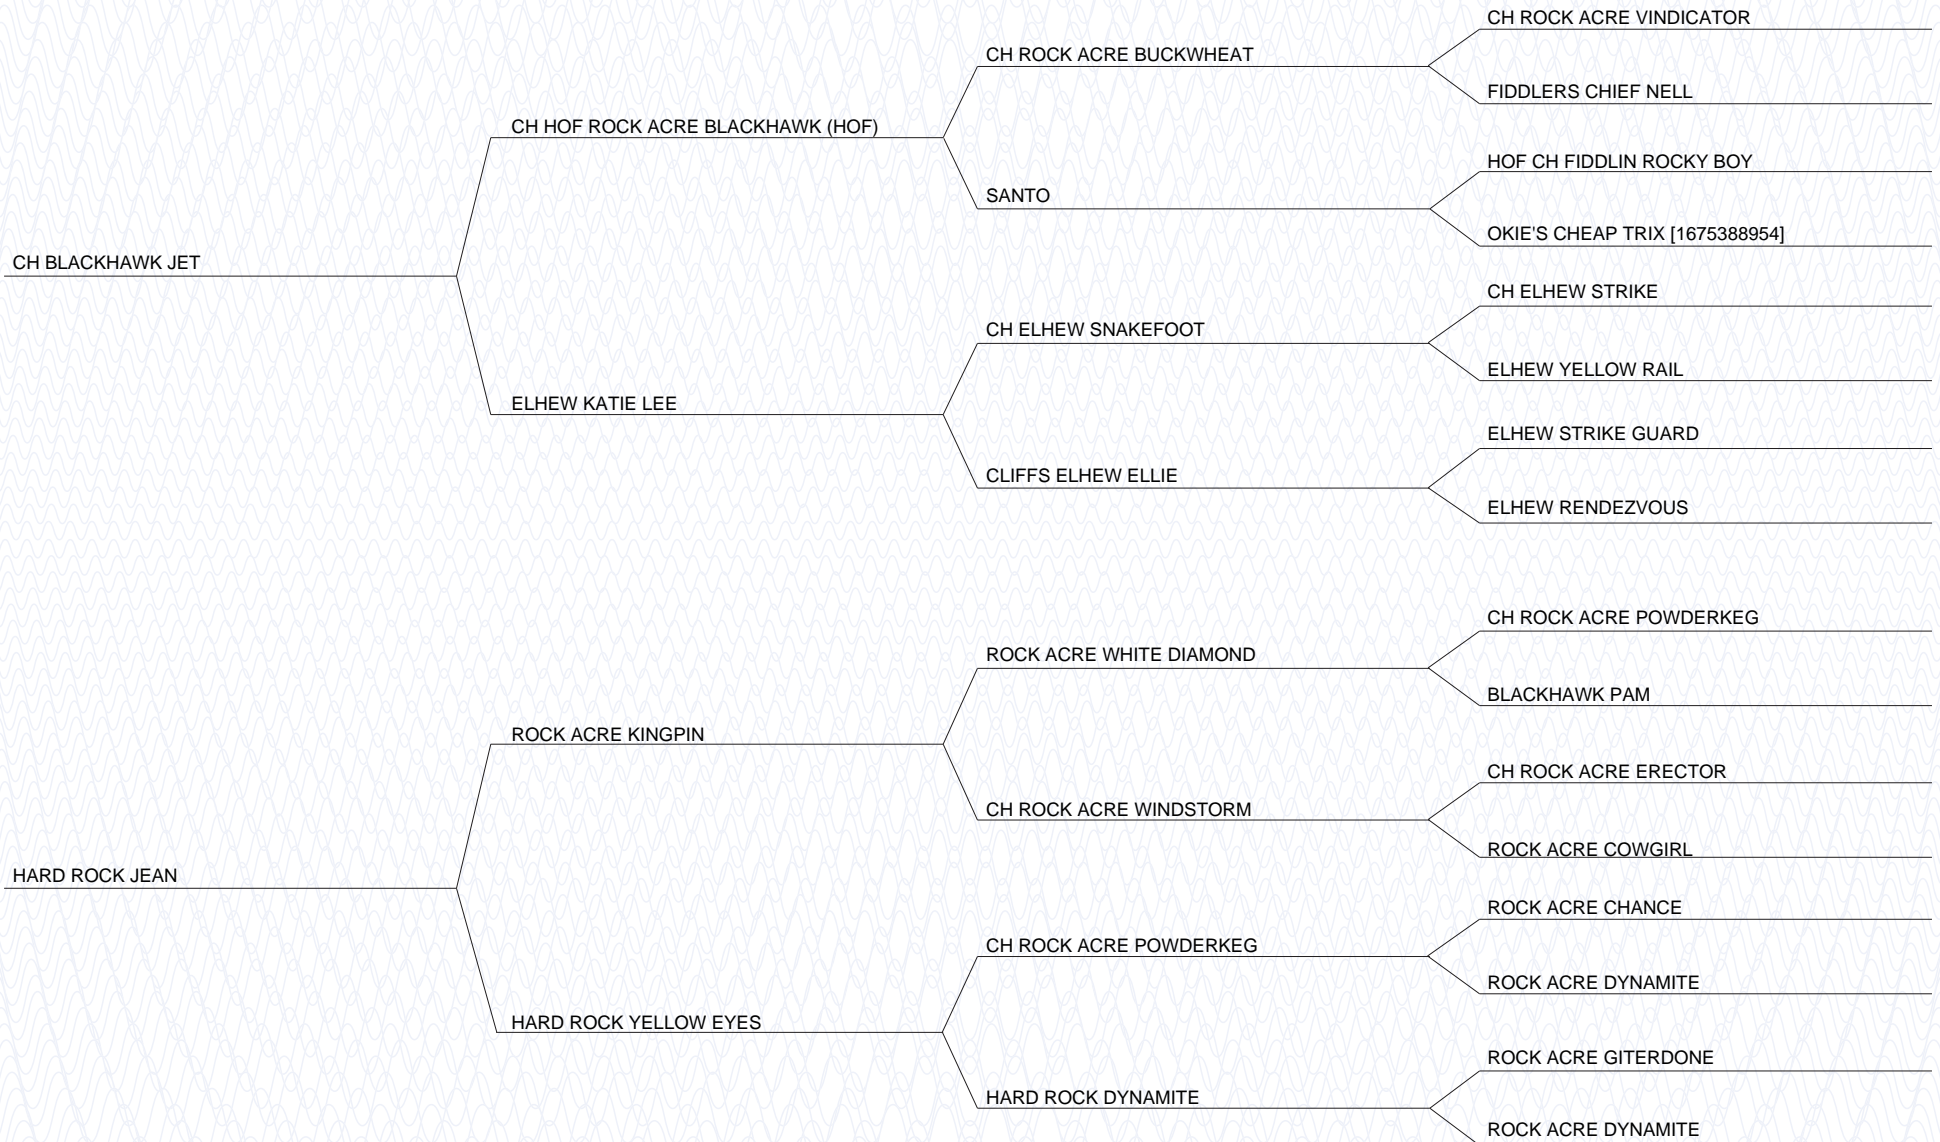 CH ROCK ACRE VINDICATOR
CH ROCK ACRE BUCKWHEAT
FIDDLERS CHIEF NELL
CH HOF ROCK ACRE BLACKHAWK (HOF)
HOF CH FIDDLIN ROCKY BOY
SANTO
OKIE'S CHEAP TRIX [1675388954]
CH BLACKHAWK JET
CH ELHEW STRIKE
CH ELHEW SNAKEFOOT
ELHEW YELLOW RAIL
ELHEW KATIE LEE
ELHEW STRIKE GUARD
CLIFFS ELHEW ELLIE
ELHEW RENDEZVOUS
CH ROCK ACRE POWDERKEG
ROCK ACRE WHITE DIAMOND
BLACKHAWK PAM
ROCK ACRE KINGPIN
CH ROCK ACRE ERECTOR
CH ROCK ACRE WINDSTORM
ROCK ACRE COWGIRL
HARD ROCK JEAN
ROCK ACRE CHANCE
CH ROCK ACRE POWDERKEG
ROCK ACRE DYNAMITE
HARD ROCK YELLOW EYES
ROCK ACRE GITERDONE
HARD ROCK DYNAMITE
ROCK ACRE DYNAMITE